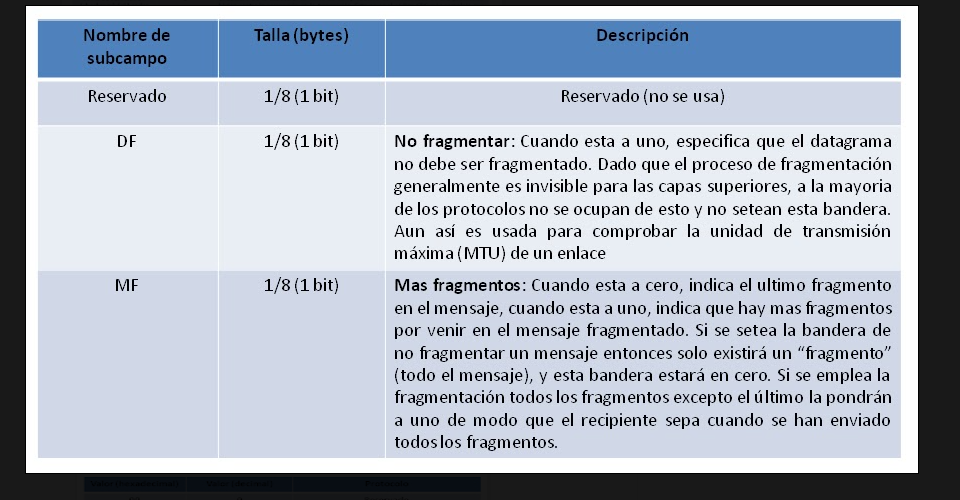 Nombre de
subcampo
Talla (bytes)
Descripción
Reservado
1/8 (1 bit)
Reservado (no se usa)
DF
1/8 (1 bit)
No fragmentar: Cuando esta a uno, especifica que el datagrama
no debe ser fragmentado. Dado que el proceso de fragmentación
generalmente es invisible para las capas superiores, a la mayoria
de los protocolos no se ocupan de esto y no setean esta bandera.
Aun así es usada para comprobar la unidad de transmisión
máxima (MTU) de un enlace
MF
1/8 (1 bit)
Mas fragmentos: Cuando esta a cero, indica el ultimo fragmento
en el mensaje, cuando esta a uno, indica que hay mas fragmentos
por venir en el mensaje fragmentado. Si se setea la bandera de
no fragmentar un mensaje entonces solo existirá un “fragmento”
(todo el mensaje), y esta bandera estará en cero. Si se emplea la
fragmentación todos los fragmentos excepto el último la pondrán
a uno de modo que el recipiente sepa cuando se han enviado
todos los fragmentos.